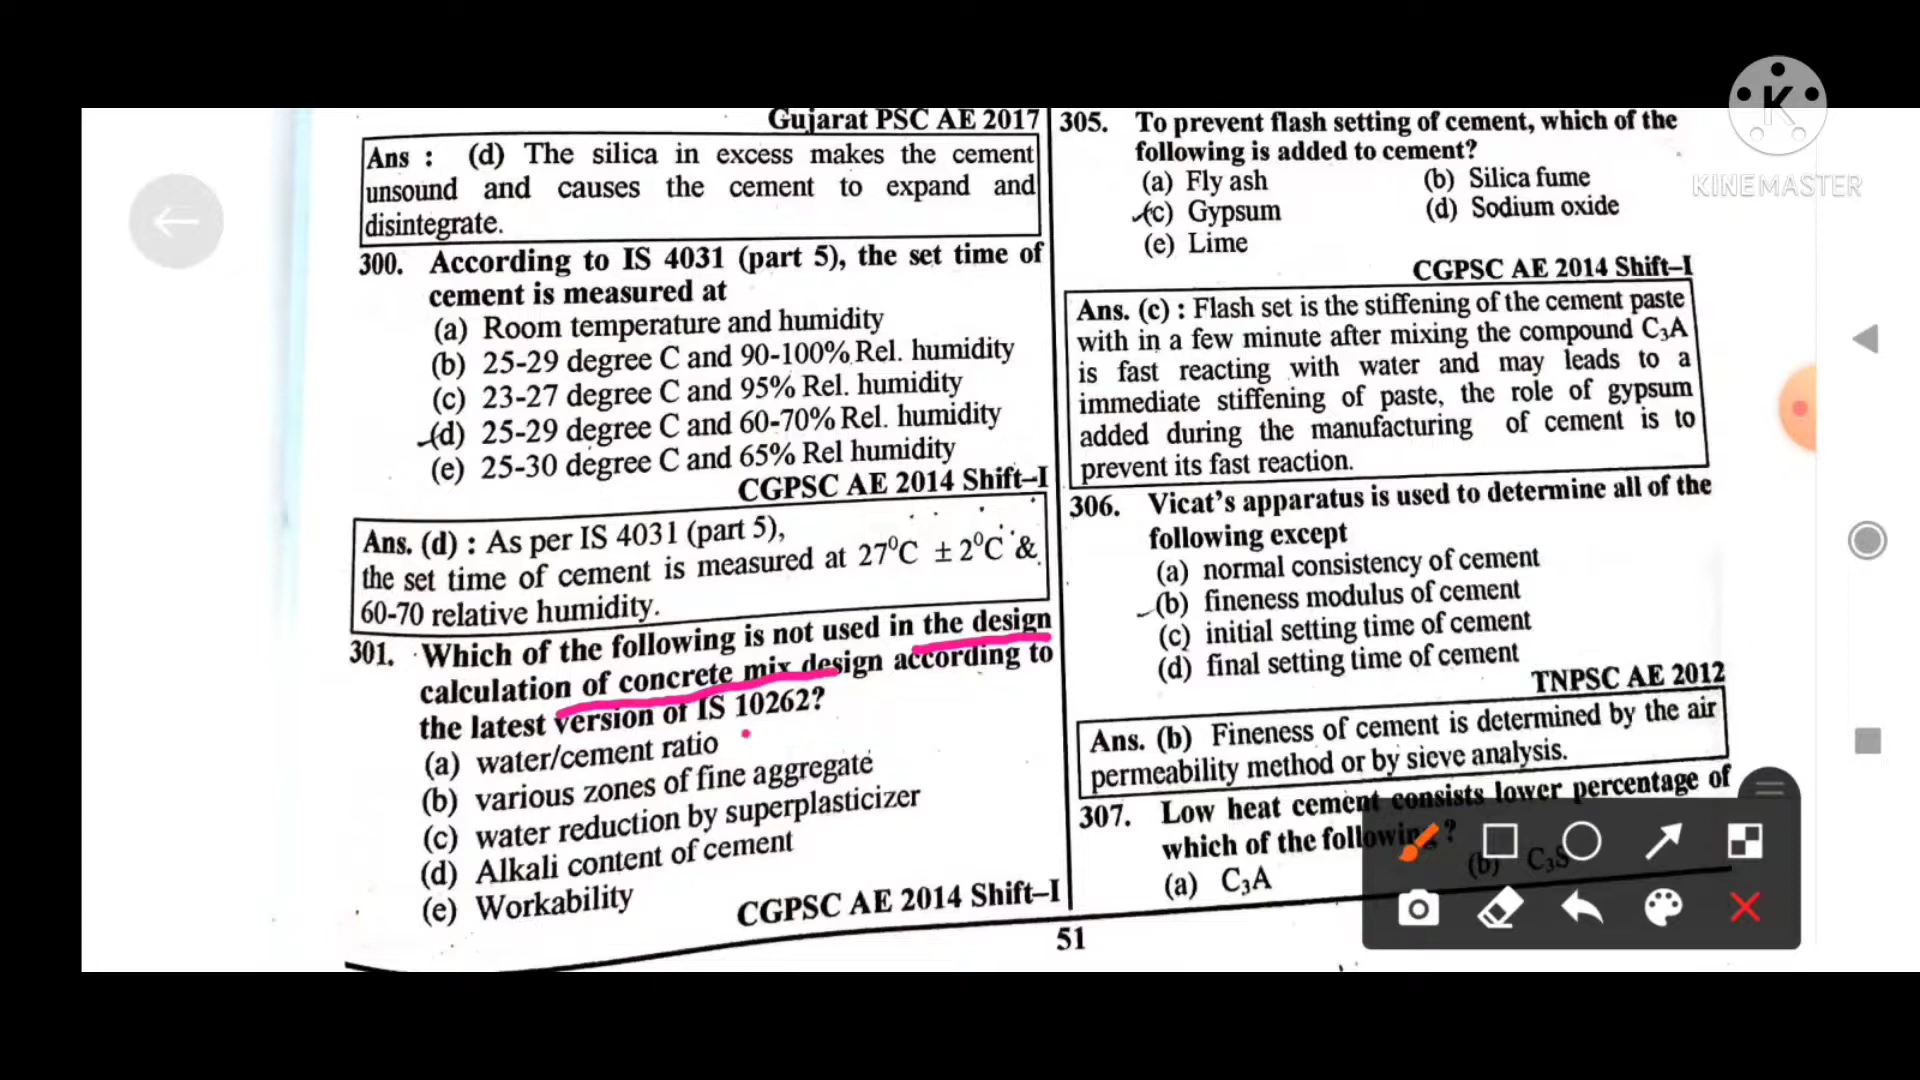 Gujarat PSC AE 2017
Ans : (d) The silica in excess makes the cement
unsound and causes the cement to expand and
disintegrate.
300. According to IS 4031 (part 5), the set time of
cement is measured at
(a) Room temperature and humidity
(b) 25-29 degree C and 90-100% Rel. humidity
(c) 23-27 degree C and 95% Rel. humidity
(d) 25-29 degree C and 60-70% Rel. humidity
(e) 25-30 degree C and 65% Rel humidity
CGPSC AE 2014 Shift–I
Ans. (d) : As per IS 4031 (part 5),
the set time of cement is measured at 27⁰C ± 2⁰C &
60-70 relative humidity.
301. Which of the following is not used in the design
calculation of concrete mix design according to
the latest version of IS 10262?
(a) water/cement ratio
(b) various zones of fine aggregate
(c) water reduction by superplasticizer
(d) Alkali content of cement
(e) Workability
CGPSC AE 2014 Shift–I
305. To prevent flash setting of cement, which of the
following is added to cement?
(a) Fly ash (b) Silica fume
(c) Gypsum (d) Sodium oxide
(e) Lime
CGPSC AE 2014 Shift–I
Ans. (c) : Flash set is the stiffening of the cement paste
with in a few minute after mixing the compound C₃A
is fast reacting with water and may leads to a
immediate stiffening of paste, the role of gypsum
added during the manufacturing of cement is to
prevent its fast reaction.
306. Vicat's apparatus is used to determine all of the
following except
(a) normal consistency of cement
(b) fineness modulus of cement
(c) initial setting time of cement
(d) final setting time of cement
TNPSC AE 2012
Ans. (b) Fineness of cement is determined by the air
permeability method or by sieve analysis.
307. Low heat cement consists lower percentage of
which of the following ?
(a) C₃A (b) C₃S
51
K
KINEMASTER